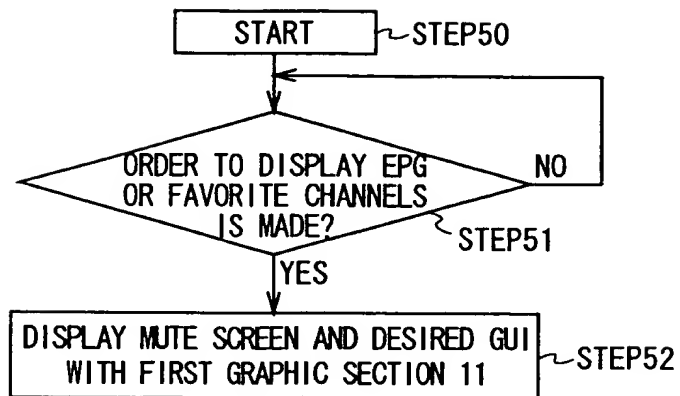 START
STEP50
ORDER TO DISPLAY EPG
OR FAVORITE CHANNELS
IS MADE?
NO
STEP51
YES
DISPLAY MUTE SCREEN AND DESIRED GUI
WITH FIRST GRAPHIC SECTION 11
STEP52